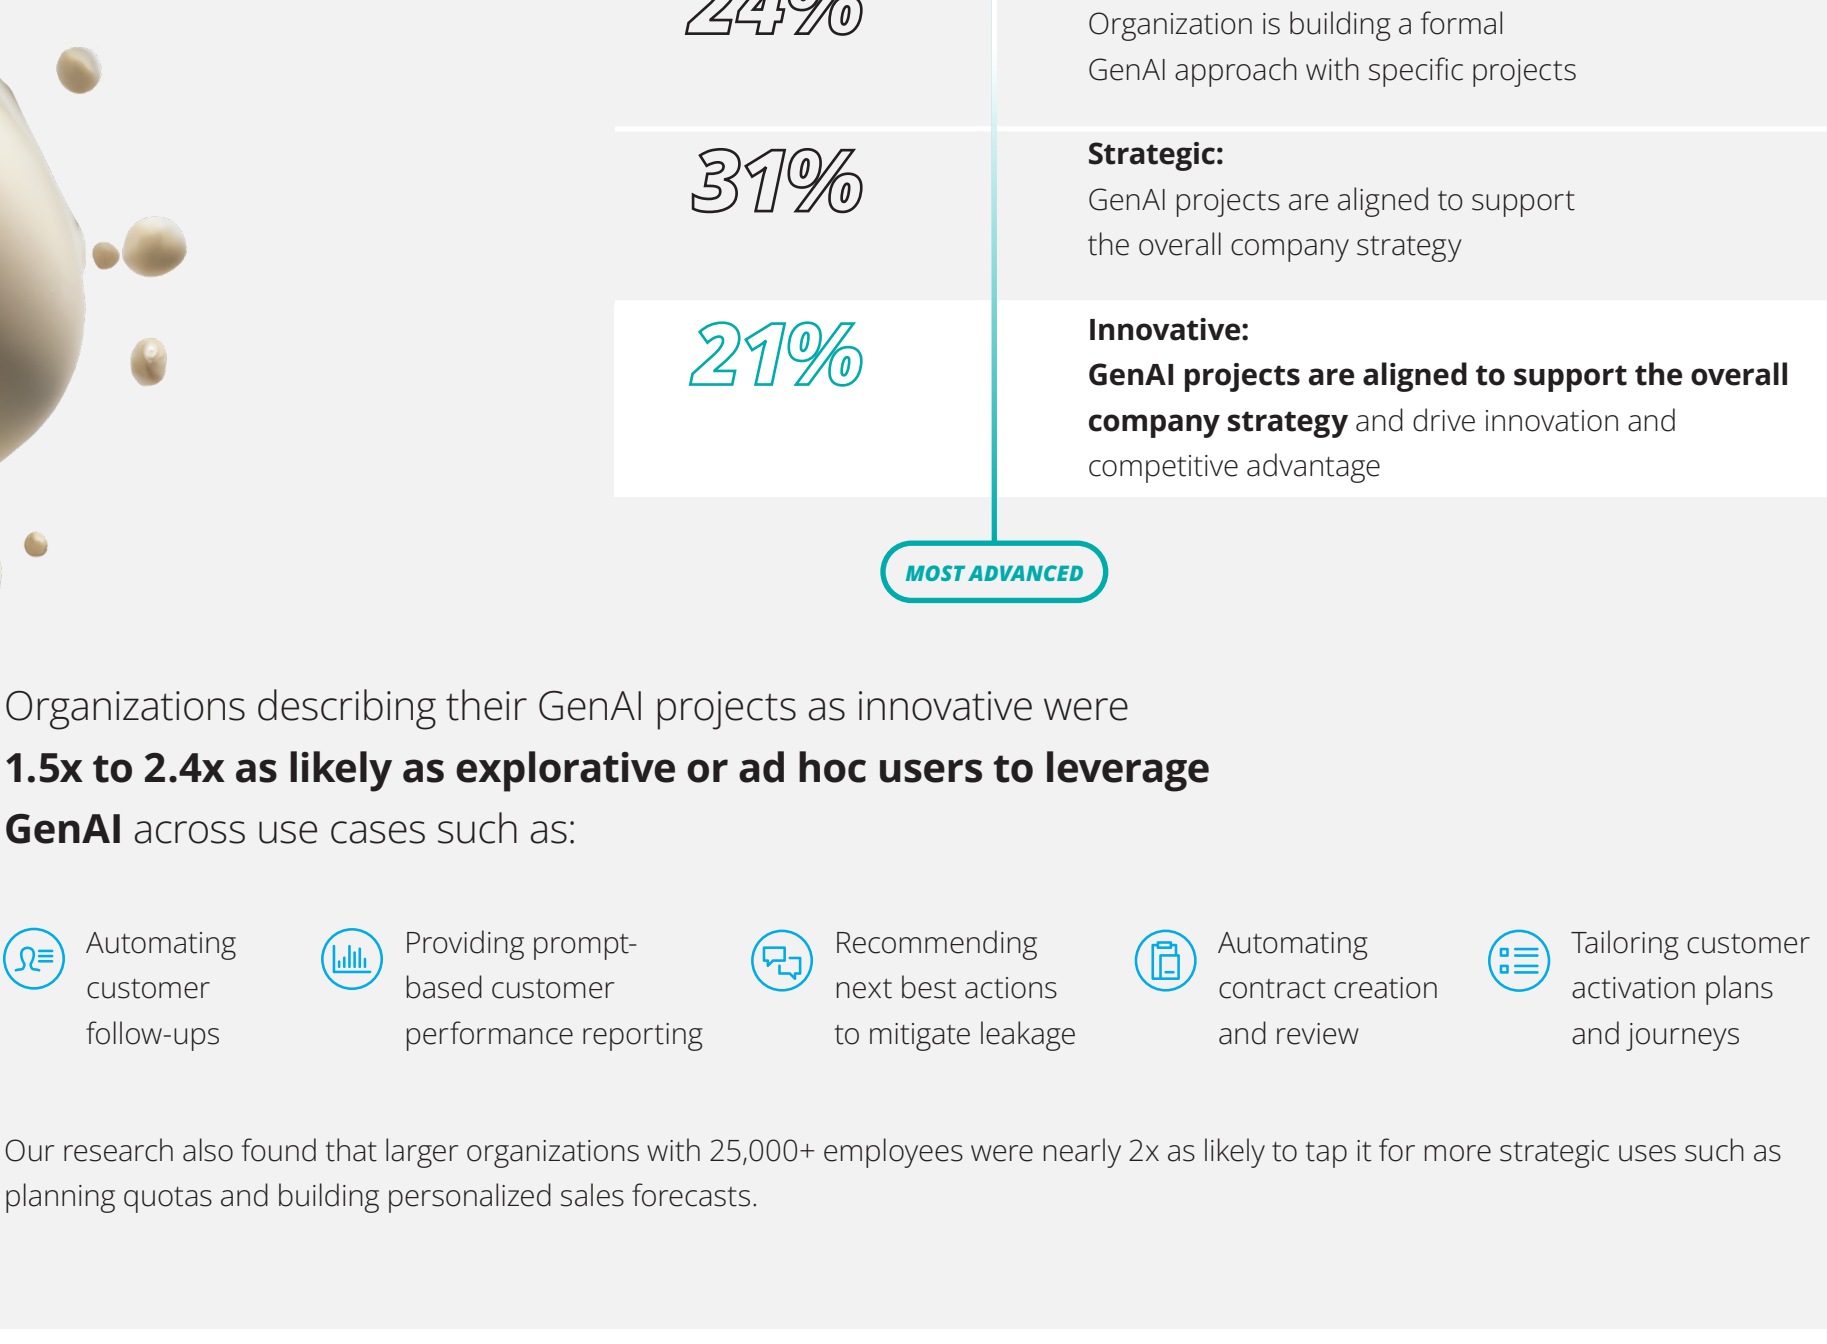 24%
Organization is building a formal
GenAI approach with specific projects
31%
Strategic:
GenAI projects are aligned to support
the overall company strategy
21%
Innovative:
GenAI projects are aligned to support the overall
company strategy and drive innovation and
competitive advantage
MOST ADVANCED
Organizations describing their GenAI projects as innovative were
1.5x to 2.4x as likely as explorative or ad hoc users to leverage
GenAI across use cases such as:
Automating
customer
follow-ups
Providing prompt-
based customer
performance reporting
Recommending
next best actions
to mitigate leakage
Automating
contract creation
and review
Tailoring customer
activation plans
and journeys
Our research also found that larger organizations with 25,000+ employees were nearly 2x as likely to tap it for more strategic uses such as
planning quotas and building personalized sales forecasts.